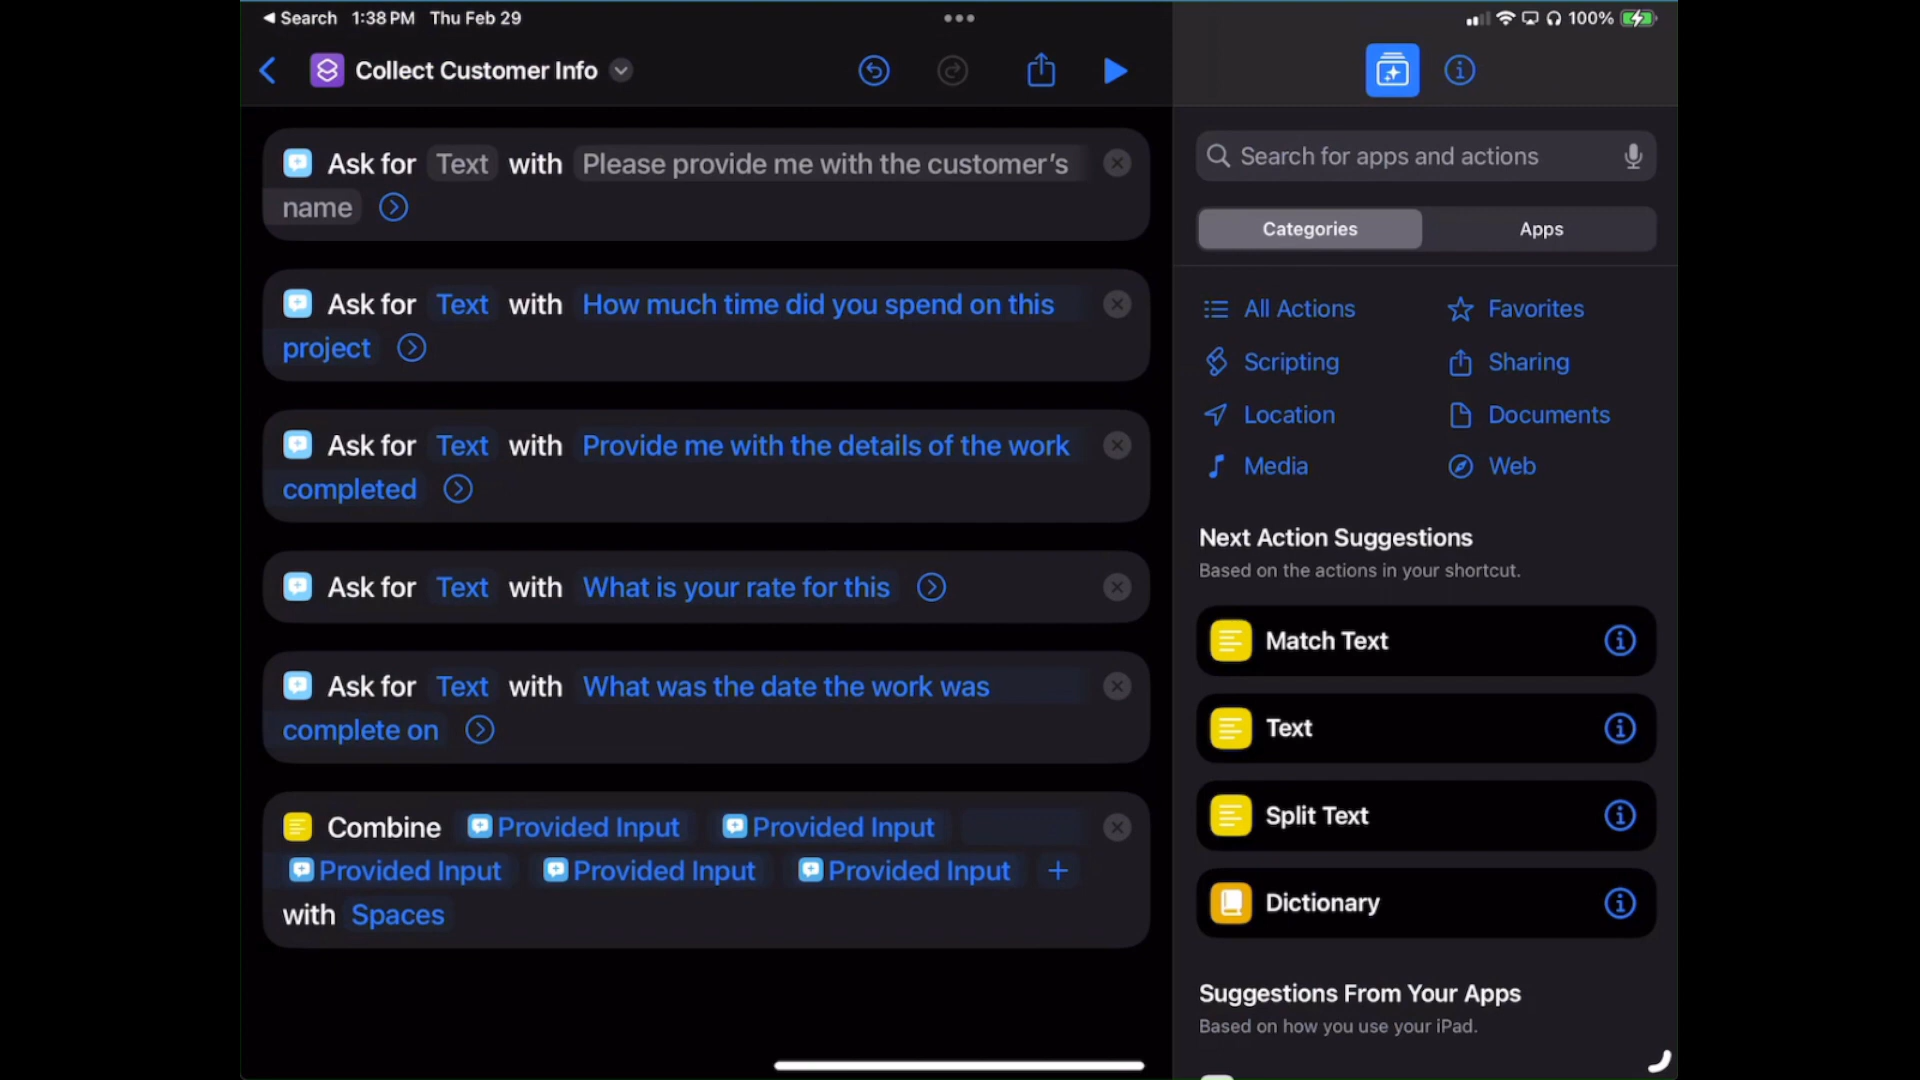 Search 1:38 PM Thu Feb 29
100%
Collect Customer Info
Ask for Text with Please provide me with the customer's
name
Ask for Text with How much time did you spend on this
project
Ask for Text with Provide me with the details of the work
completed
Ask for Text with What is your rate for this
Ask for Text with What was the date the work was
complete on
Combine Provided Input Provided Input
Provided Input Provided Input Provided Input +
with Spaces
Search for apps and actions
Categories Apps
All Actions Favorites
Scripting Sharing
Location Documents
Media Web
Next Action Suggestions
Based on the actions in your shortcut.
Match Text
Text
Split Text
Dictionary
Suggestions From Your Apps
Based on how you use your iPad.